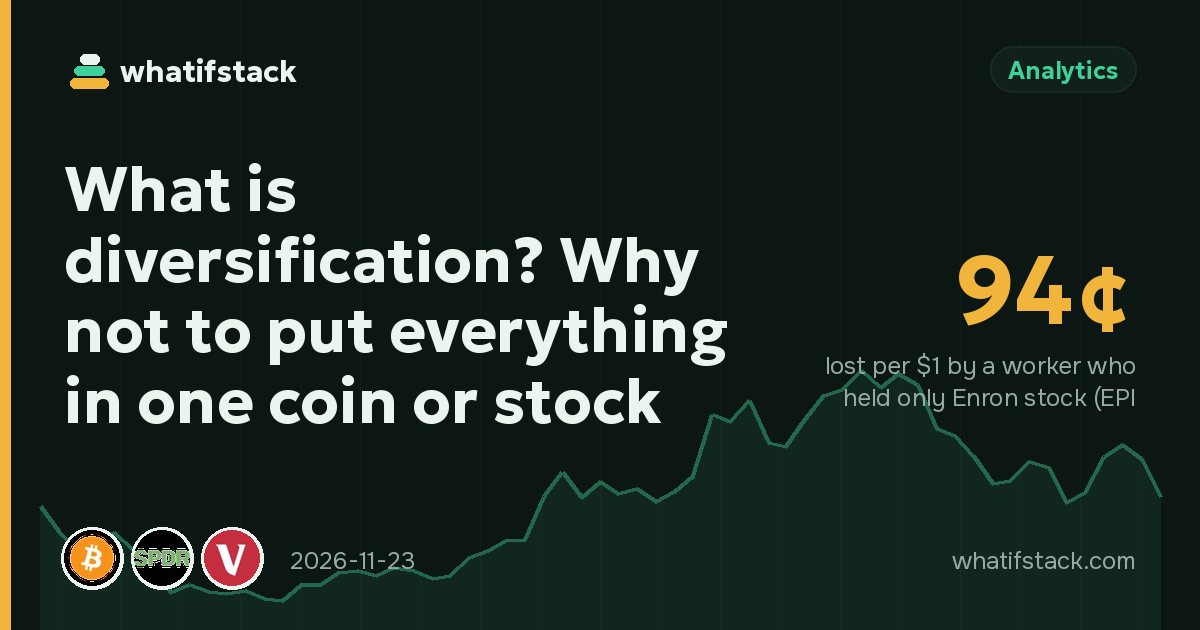 whatifstack
Analytics
What is
diversification? Why
not to put everything
in one coin or stock
94¢
lost per $1 by a worker who
held only Enron stock (EPI
SPDR
V
2026-11-23
whatifstack.com